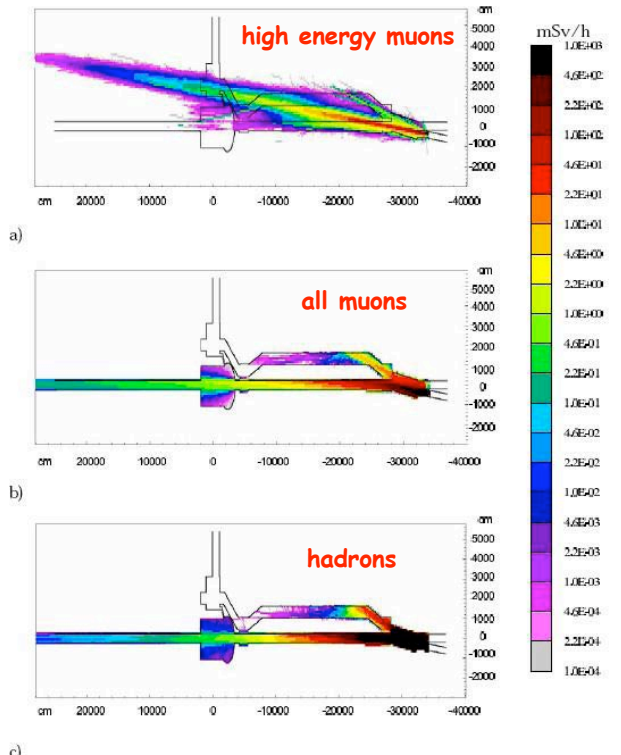 cm
5000
4000
3000
2000
1000
0
-1000
-2000
high energy muons
cm 20000 10000 0 -10000 -20000 -30000 -40000
a)
cm
5000
4000
3000
2000
1000
0
-1000
-2000
all muons
cm 20000 10000 0 -10000 -20000 -30000 -40000
b)
cm
5000
4000
3000
2000
1000
0
-1000
-2000
hadrons
cm 20000 10000 0 -10000 -20000 -30000 -40000
c)
mSv/h
1.0E+03
4.6E+02
2.2E+02
1.0E+02
4.6E+01
2.2E+01
1.0E+01
4.6E+00
2.2E+00
1.0E+00
4.6E-01
2.2E-01
1.0E-01
4.6E-02
2.2E-02
1.0E-02
4.6E-03
2.2E-03
1.0E-03
4.6E-04
2.2E-04
1.0E-04